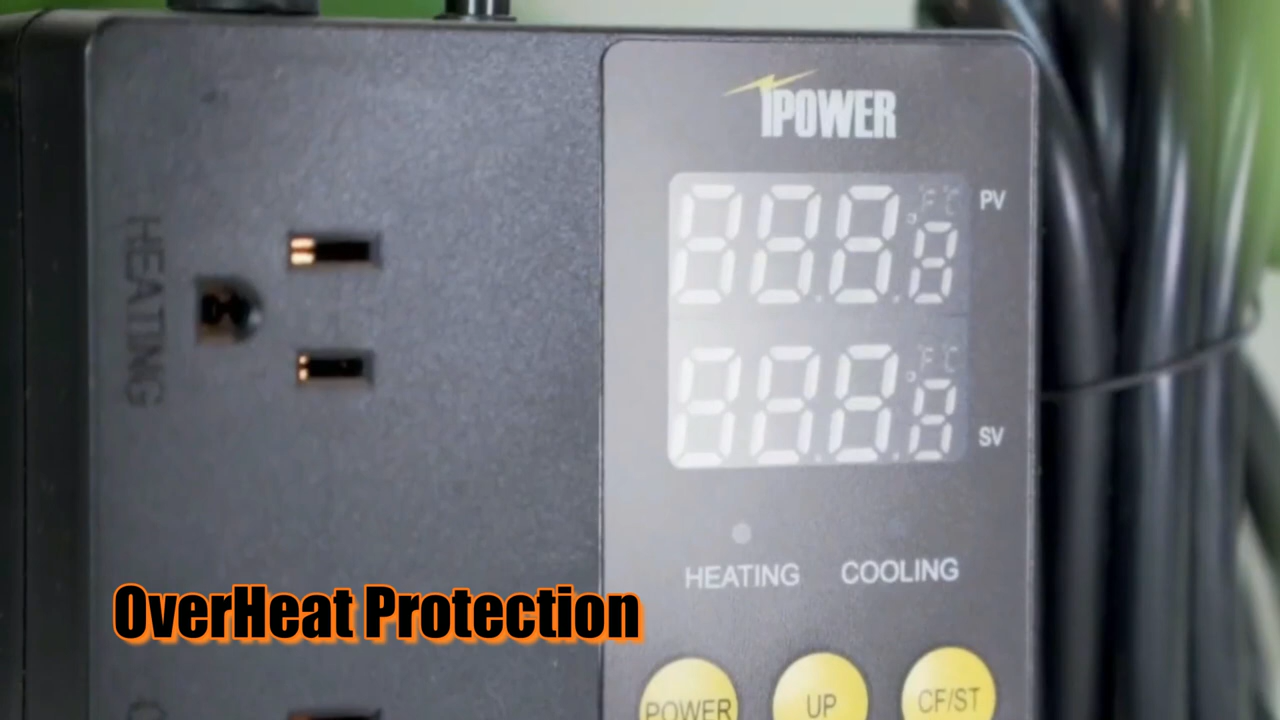 iPOWER
888.8
°F °C
PV
888.8
°F °C
SV
HEATING
HEATING
COOLING
OverHeat Protection
POWER
UP
CF/ST